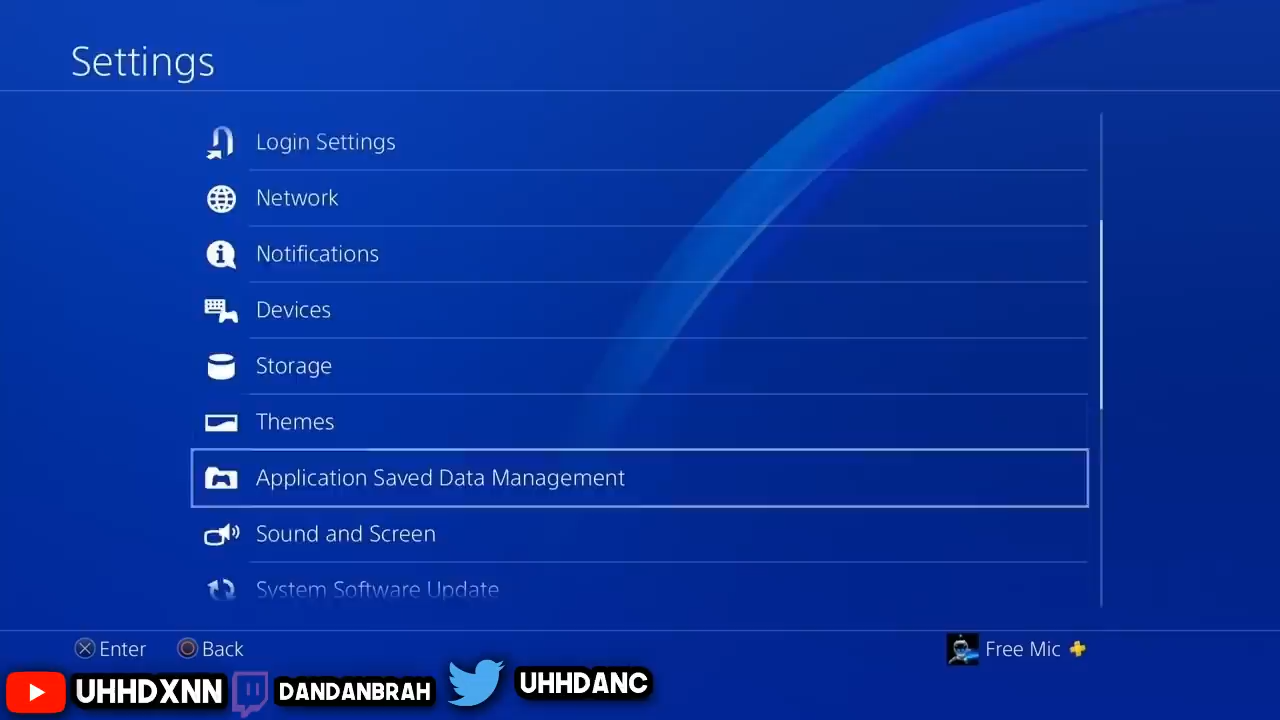 Settings
Login Settings
Network
Notifications
Devices
Storage
Themes
Application Saved Data Management
Sound and Screen
System Software Update
Enter Back Free Mic
UHHDXNN DANDANBRAH UHHDANC